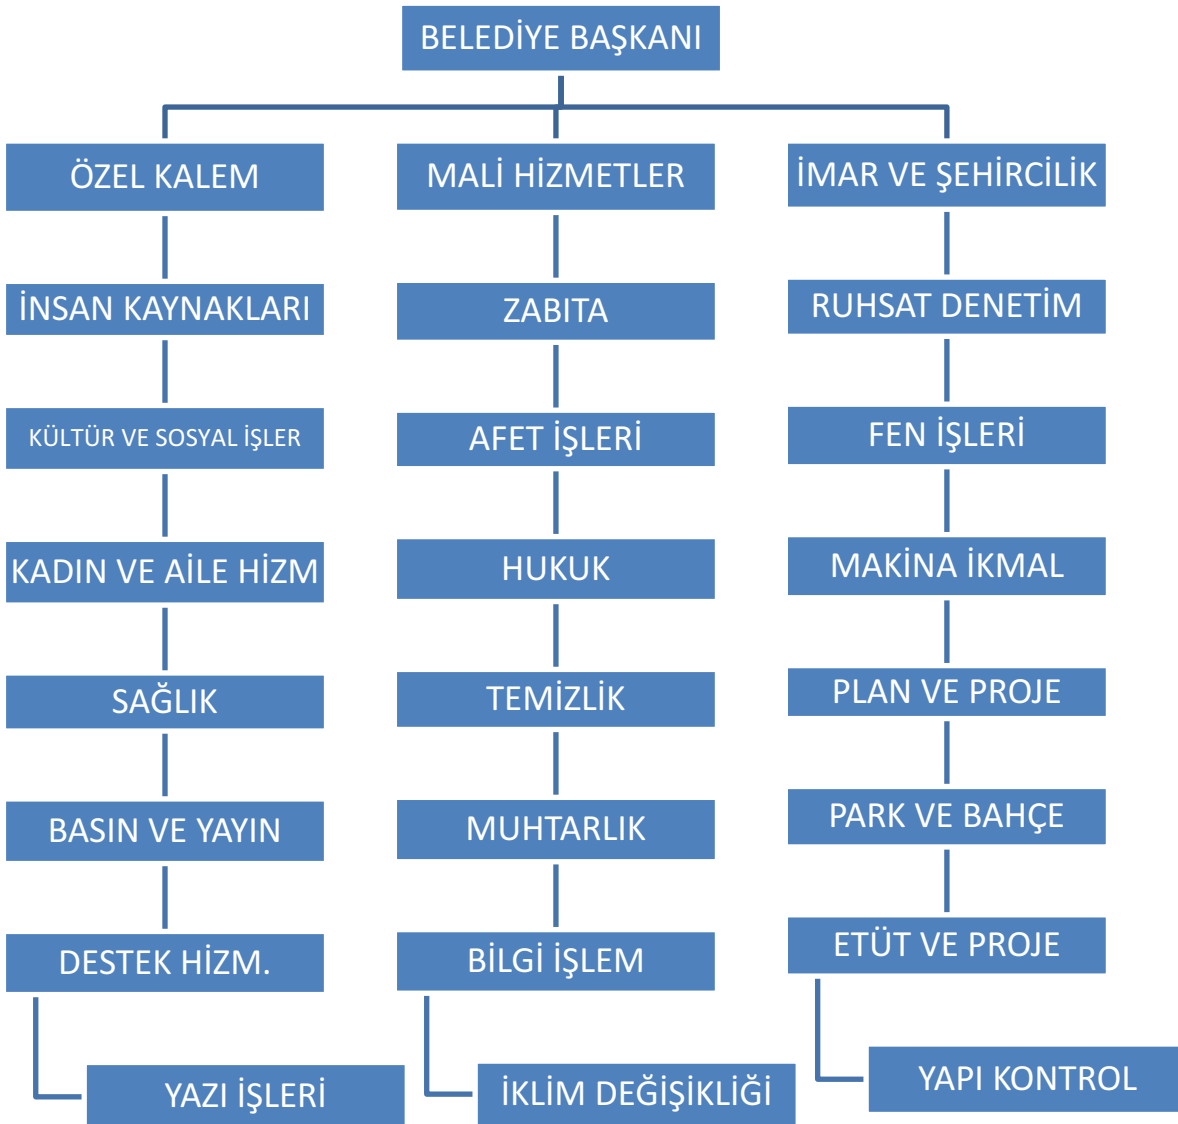 BELEDİYE BAŞKANI
ÖZEL KALEM
MALİ HİZMETLER
İMAR VE ŞEHİRCİLİK
İNSAN KAYNAKLARI
ZABITA
RUHSAT DENETİM
KÜLTÜR VE SOSYAL İŞLER
AFET İŞLERİ
FEN İŞLERİ
KADIN VE AİLE HİZM
HUKUK
MAKİNA İKMAL
SAĞLIK
TEMİZLİK
PLAN VE PROJE
BASIN VE YAYIN
MUHTARLIK
PARK VE BAHÇE
DESTEK HİZM.
BİLGİ İŞLEM
ETÜT VE PROJE
YAZI İŞLERİ
İKLİM DEĞİŞİKLİĞİ
YAPI KONTROL